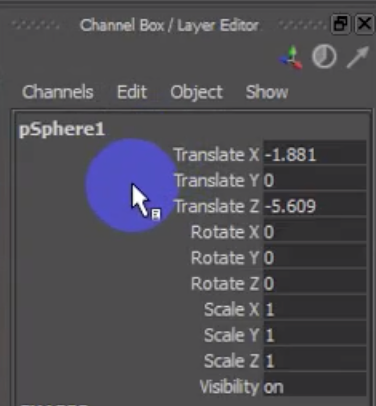 Channel Box / Layer Editor
Channels Edit Object Show
pSphere1
Translate X -1.881
Translate Y 0
Translate Z -5.609
Rotate X 0
Rotate Y 0
Rotate Z 0
Scale X 1
Scale Y 1
Scale Z 1
Visibility on